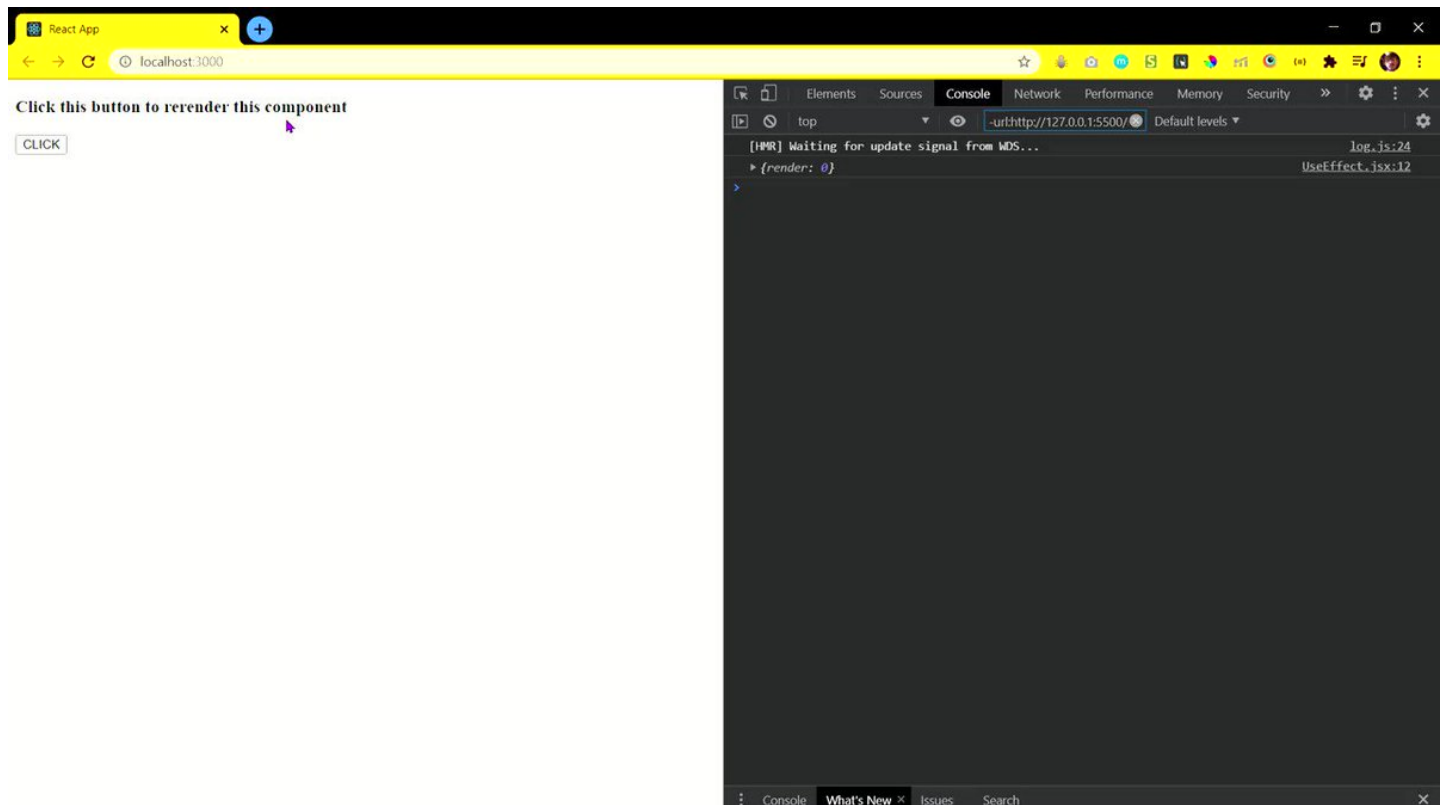 React App
localhost:3000
Click this button to rerender this component
CLICK
Elements Sources Console Network Performance Memory Security
top -url:http://127.0.0.1:5500/ Default levels
[HMR] Waiting for update signal from WDS... log.js:24
{render: 0} UseEffect.jsx:12
Console What's New Issues Search